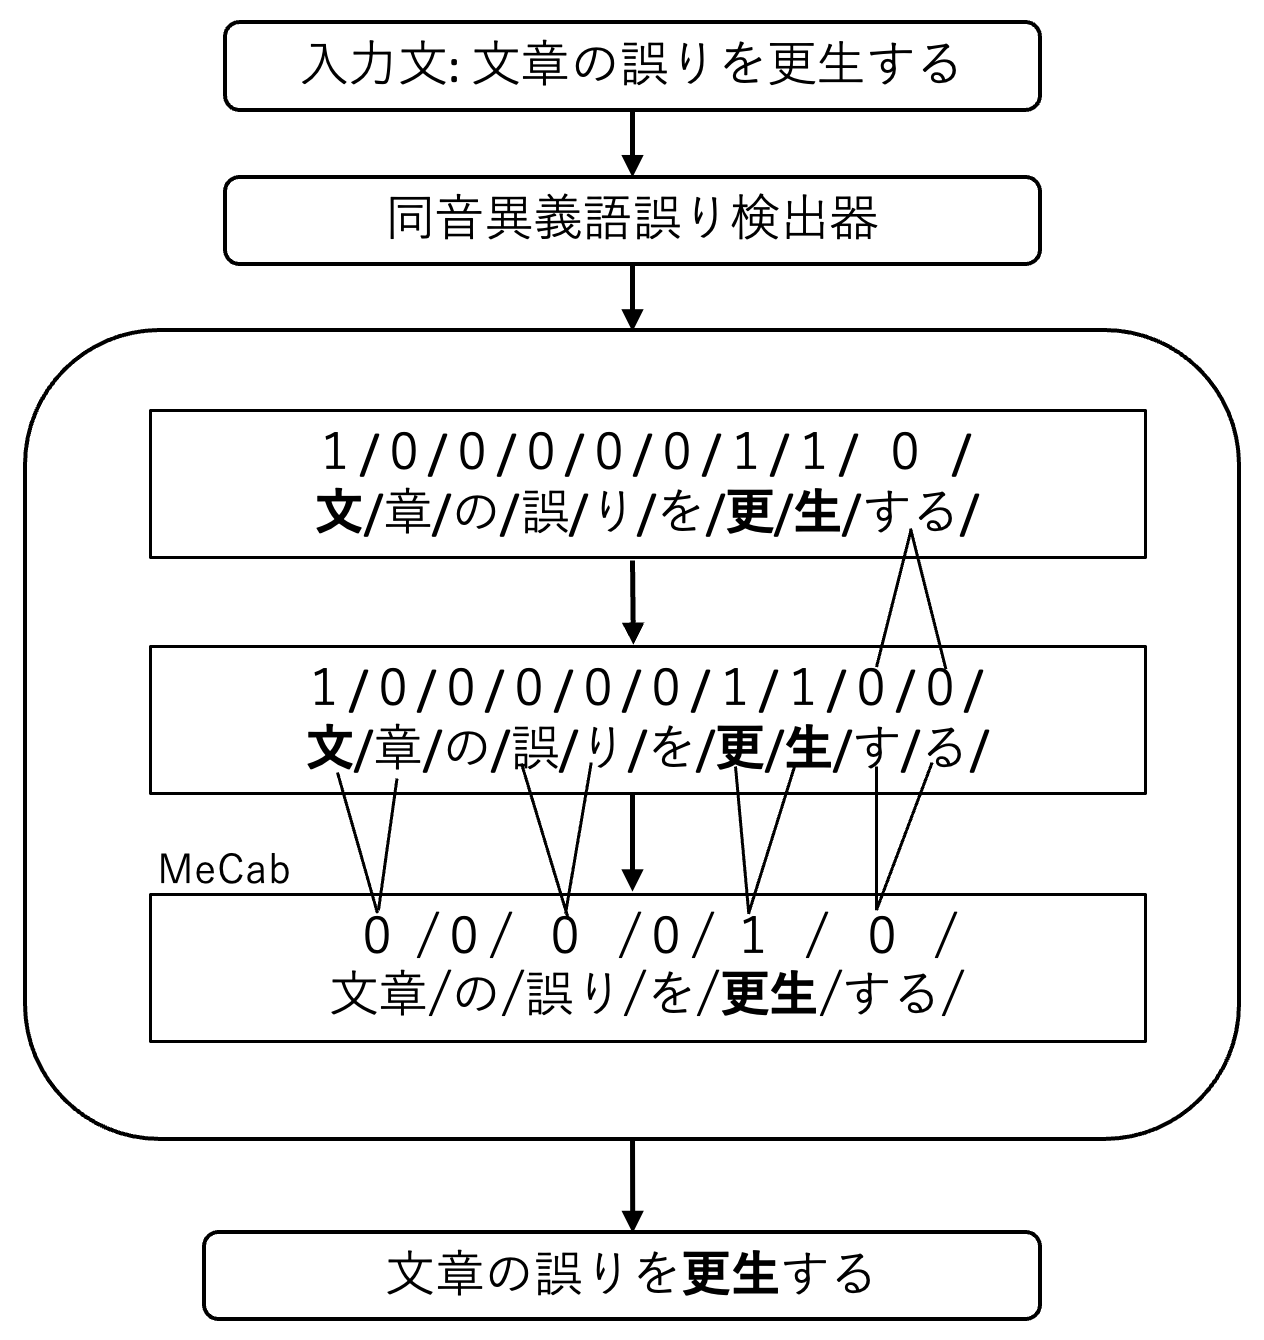 入力文: 文章の誤りを更生する
同音異義語誤り検出器
1/0/0/0/0/0/1/1/ 0 /
文/章/の/誤/り/を/更/生/する/
1/0/0/0/0/0/1/1/0/0/
文/章/の/誤/り/を/更/生/す/る/
MeCab
0 /0/ 0 /0/ 1 / 0 /
文章/の/誤り/を/更生/する/
文章の誤りを更生する